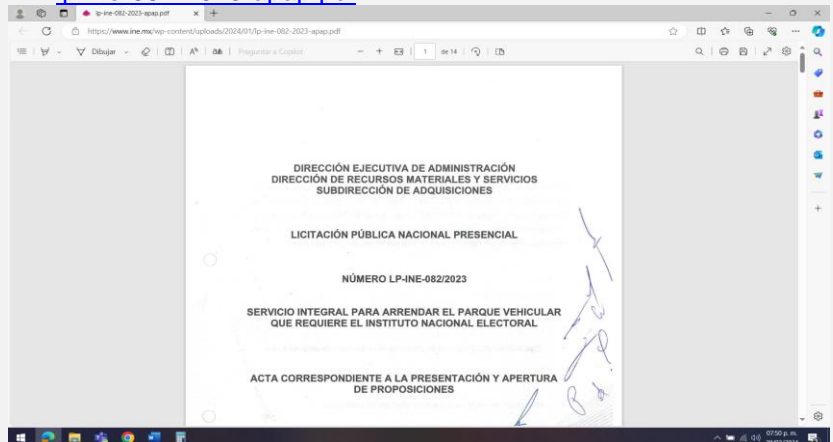 lp-ine-082-2023-apap.pdf
https://www.ine.mx/wp-content/uploads/2024/01/lp-ine-082-2023-apap.pdf
Dibujar
Preguntar a Copilot
1 de 14
DIRECCIÓN EJECUTIVA DE ADMINISTRACIÓN
DIRECCIÓN DE RECURSOS MATERIALES Y SERVICIOS
SUBDIRECCIÓN DE ADQUISICIONES
LICITACIÓN PÚBLICA NACIONAL PRESENCIAL
NÚMERO LP-INE-082/2023
SERVICIO INTEGRAL PARA ARRENDAR EL PARQUE VEHICULAR
QUE REQUIERE EL INSTITUTO NACIONAL ELECTORAL
ACTA CORRESPONDIENTE A LA PRESENTACIÓN Y APERTURA
DE PROPOSICIONES
07:50 p. m.